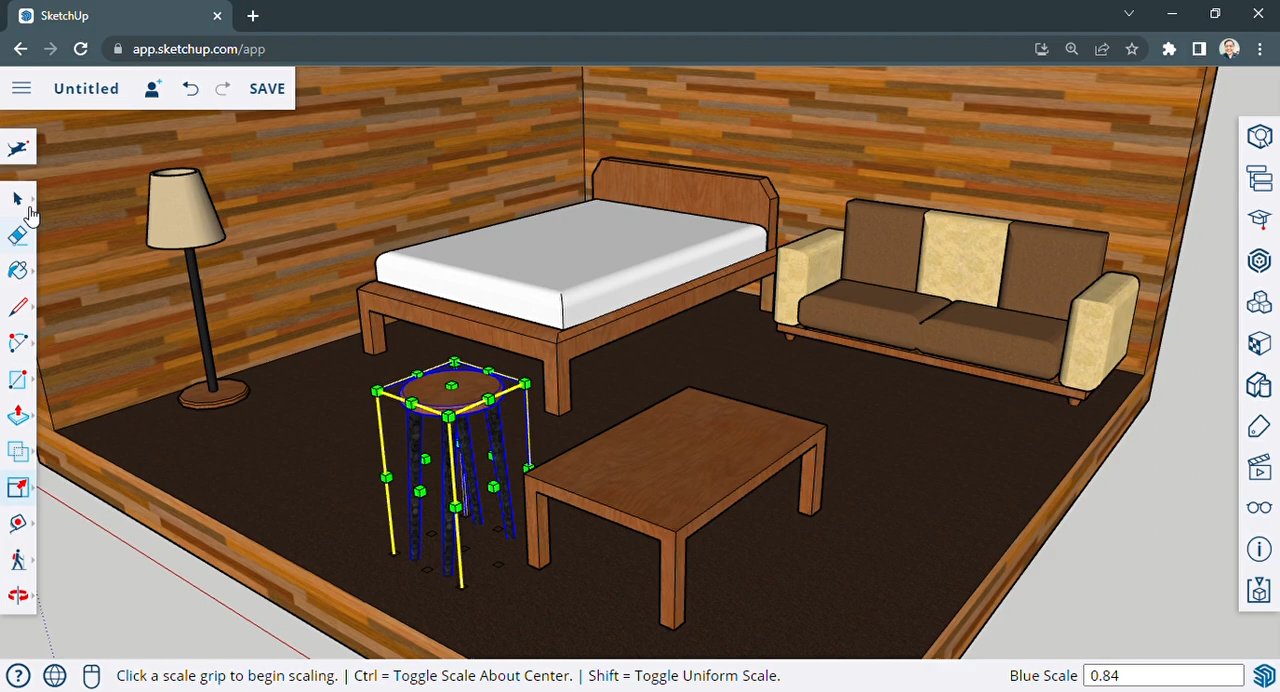 SketchUp
app.sketchup.com/app
Untitled
SAVE
Click a scale grip to begin scaling. | Ctrl = Toggle Scale About Center. | Shift = Toggle Uniform Scale.
Blue Scale 0.84